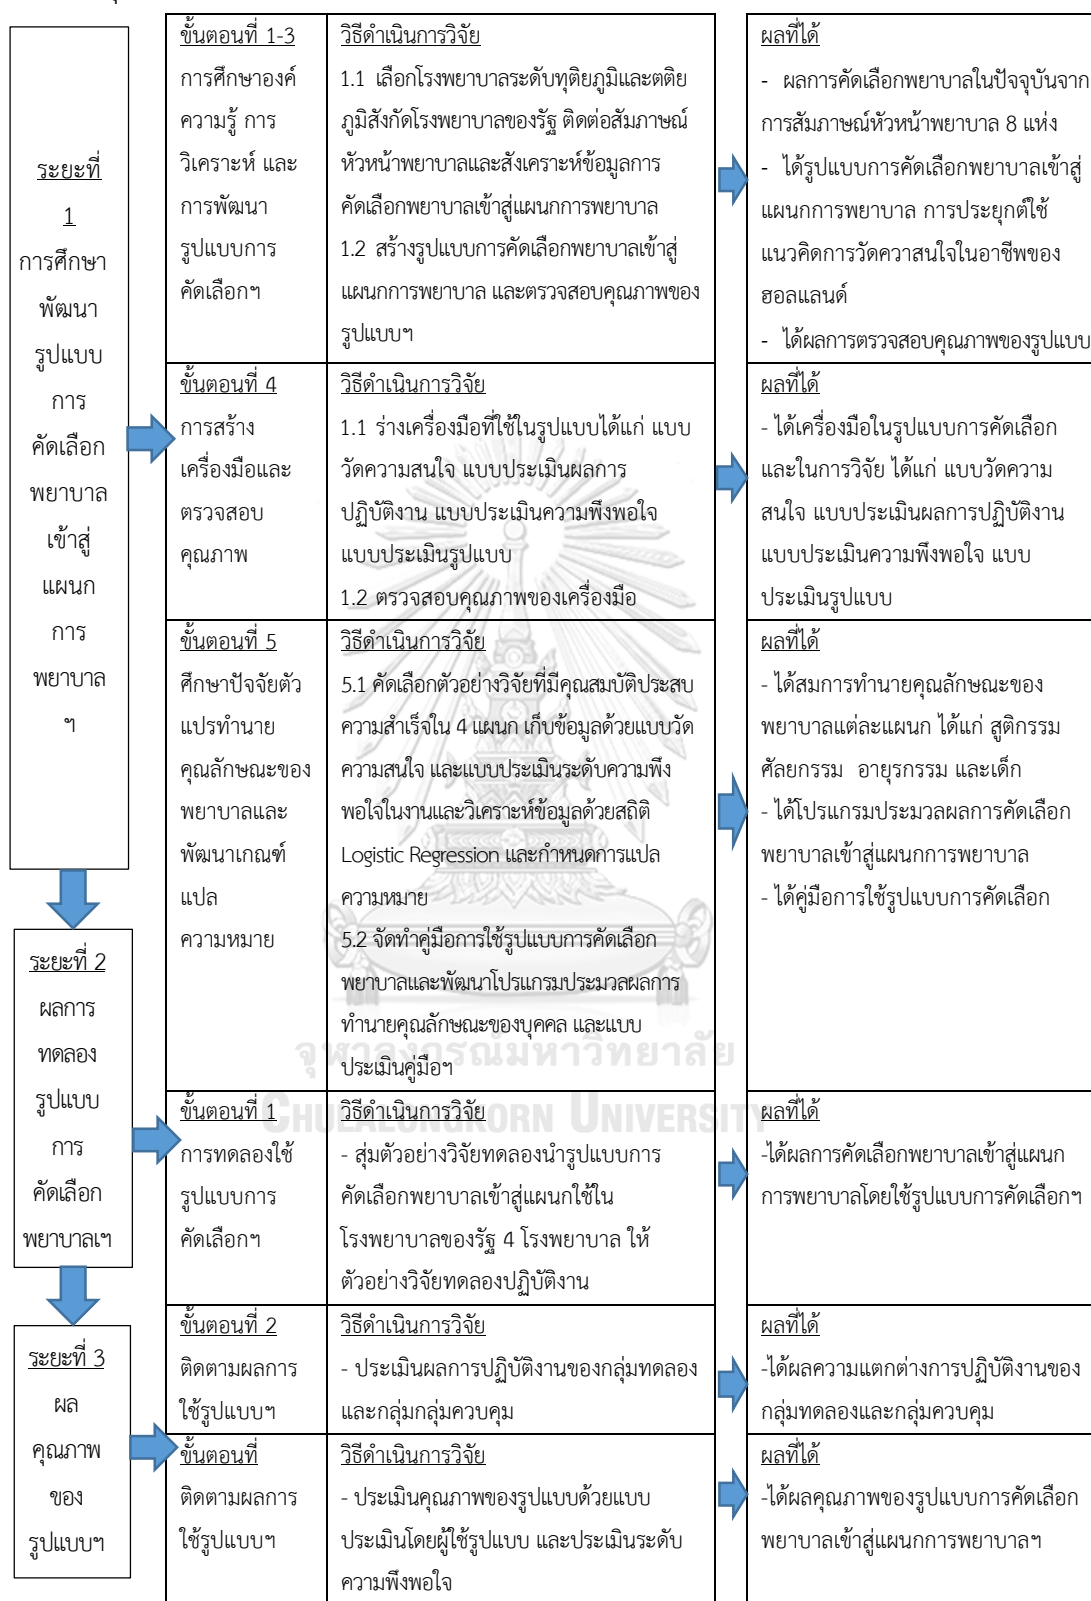 ระยะที่
1
การศึกษา
พัฒนา
รูปแบบ
การ
คัดเลือก
พยาบาล
เข้าสู่
แผนก
การ
พยาบาล
ฯ
ขั้นตอนที่ 1-3
การศึกษาองค์
ความรู้ การ
วิเคราะห์ และ
การพัฒนา
รูปแบบการ
คัดเลือกฯ
วิธีดำเนินการวิจัย
1.1 เลือกโรงพยาบาลระดับทุติยภูมิและตติย
ภูมิสังกัดโรงพยาบาลของรัฐ ติดต่อสัมภาษณ์
หัวหน้าพยาบาลและสังเคราะห์ข้อมูลการ
คัดเลือกพยาบาลเข้าสู่แผนกการพยาบาล
1.2 สร้างรูปแบบการคัดเลือกพยาบาลเข้าสู่
แผนกการพยาบาล และตรวจสอบคุณภาพของ
รูปแบบฯ
ผลที่ได้
- ผลการคัดเลือกพยาบาลในปัจจุบันจาก
การสัมภาษณ์หัวหน้าพยาบาล 8 แห่ง
- ได้รูปแบบการคัดเลือกพยาบาลเข้าสู่
แผนกการพยาบาล การประยุกต์ใช้
แนวคิดการวัดควาสนใจในอาชีพของ
ฮอลแลนด์
- ได้ผลการตรวจสอบคุณภาพของรูปแบบ
ขั้นตอนที่ 4
การสร้าง
เครื่องมือและ
ตรวจสอบ
คุณภาพ
วิธีดำเนินการวิจัย
1.1 ร่างเครื่องมือที่ใช้ในรูปแบบได้แก่ แบบ
วัดความสนใจ แบบประเมินผลการ
ปฏิบัติงาน แบบประเมินความพึงพอใจ
แบบประเมินรูปแบบ
1.2 ตรวจสอบคุณภาพของเครื่องมือ
ผลที่ได้
- ได้เครื่องมือในรูปแบบการคัดเลือก
และในการวิจัย ได้แก่ แบบวัดความ
สนใจ แบบประเมินผลการปฏิบัติงาน
แบบประเมินความพึงพอใจ แบบ
ประเมินรูปแบบ
ขั้นตอนที่ 5
ศึกษาปัจจัยตัว
แปรทำนาย
คุณลักษณะของ
พยาบาลและ
พัฒนาเกณฑ์
แปล
ความหมาย
วิธีดำเนินการวิจัย
5.1 คัดเลือกตัวอย่างวิจัยที่มีคุณสมบัติประสบ
ความสำเร็จใน 4 แผนก เก็บข้อมูลด้วยแบบวัด
ความสนใจ และแบบประเมินระดับความพึง
พอใจในงานและวิเคราะห์ข้อมูลด้วยสถิติ
Logistic Regression และกำหนดการแปล
ความหมาย
5.2 จัดทำคู่มือการใช้รูปแบบการคัดเลือก
พยาบาลและพัฒนาโปรแกรมประมวลผลการ
ทำนายคุณลักษณะของบุคคล และแบบ
ประเมินคู่มือฯ
ผลที่ได้
- ได้สมการทำนายคุณลักษณะของ
พยาบาลแต่ละแผนก ได้แก่ สูติกรรม
ศัลยกรรม อายุรกรรม และเด็ก
- ได้โปรแกรมประมวลผลการคัดเลือก
พยาบาลเข้าสู่แผนกการพยาบาล
- ได้คู่มือการใช้รูปแบบการคัดเลือก
จุฬาลงกรณ์มหาวิทยาลัย
CHULALONGKORN UNIVERSITY
ระยะที่ 2
ผลการ
ทดลอง
รูปแบบ
การ
คัดเลือก
พยาบาลเฯ
ขั้นตอนที่ 1
การทดลองใช้
รูปแบบการ
คัดเลือกฯ
วิธีดำเนินการวิจัย
- สุ่มตัวอย่างวิจัยทดลองนำรูปแบบการ
คัดเลือกพยาบาลเข้าสู่แผนกใช้ใน
โรงพยาบาลของรัฐ 4 โรงพยาบาล ให้
ตัวอย่างวิจัยทดลองปฏิบัติงาน
ผลที่ได้
-ได้ผลการคัดเลือกพยาบาลเข้าสู่แผนก
การพยาบาลโดยใช้รูปแบบการคัดเลือกฯ
ระยะที่ 3
ผล
คุณภาพ
ของ
รูปแบบฯ
ขั้นตอนที่ 2
ติดตามผลการ
ใช้รูปแบบฯ
วิธีดำเนินการวิจัย
- ประเมินผลการปฏิบัติงานของกลุ่มทดลอง
และกลุ่มกลุ่มควบคุม
ผลที่ได้
-ได้ผลความแตกต่างการปฏิบัติงานของ
กลุ่มทดลองและกลุ่มควบคุม
ขั้นตอนที่
ติดตามผลการ
ใช้รูปแบบฯ
วิธีดำเนินการวิจัย
- ประเมินคุณภาพของรูปแบบด้วยแบบ
ประเมินโดยผู้ใช้รูปแบบ และประเมินระดับ
ความพึงพอใจ
ผลที่ได้
-ได้ผลคุณภาพของรูปแบบการคัดเลือก
พยาบาลเข้าสู่แผนกการพยาบาลฯ